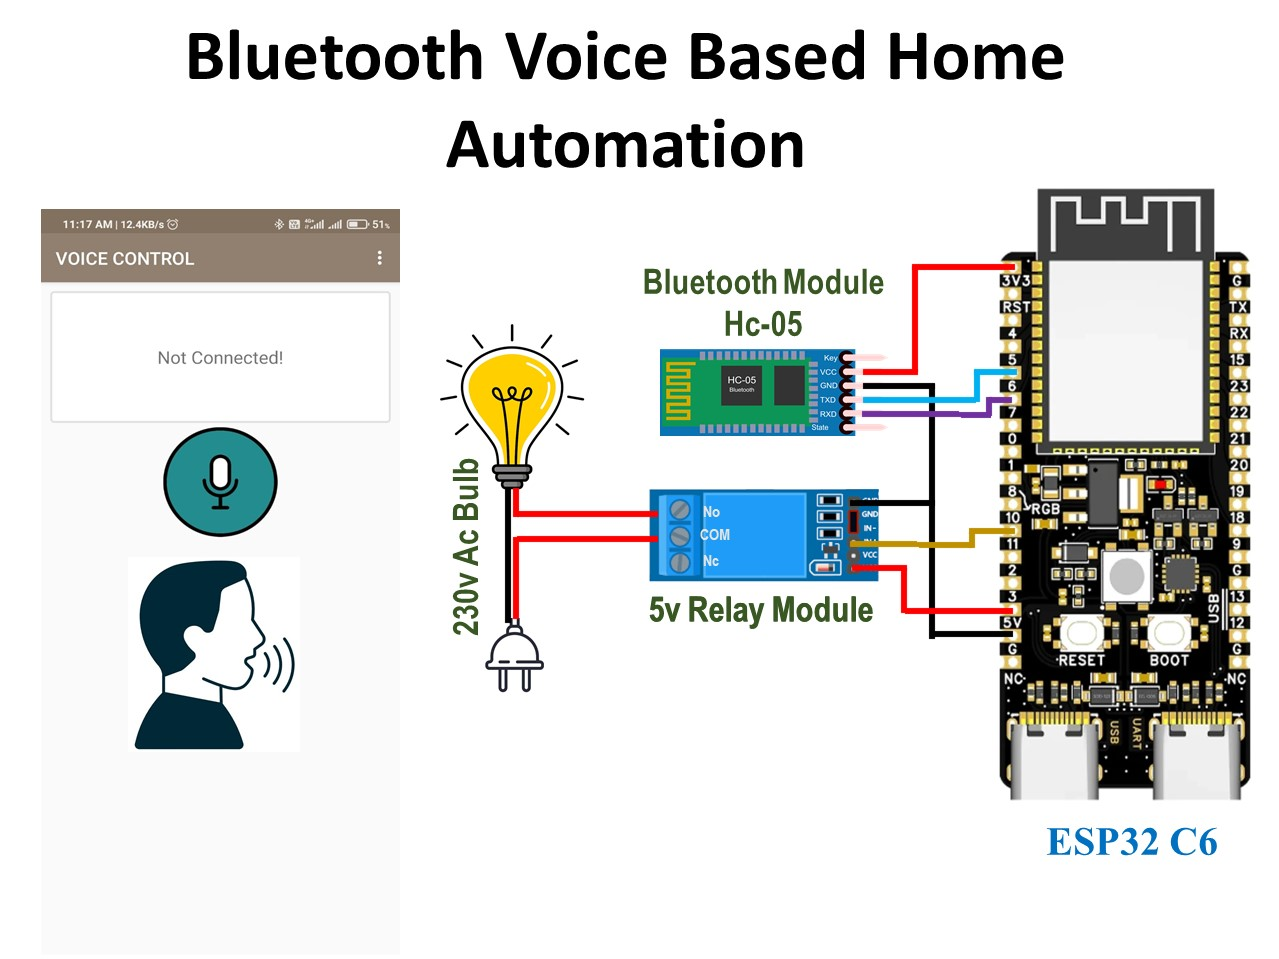 Bluetooth Voice Based Home
Automation
11:17 AM | 12.4KB/s
4G+
51%
VOICE CONTROL
Not Connected!
230v Ac Bulb
Bluetooth Module
Hc-05
HC-05
Bluetooth
Key
VCC
GND
TXD
RXD
State
No
COM
Nc
GND
IN-
VCC
5v Relay Module
3V3
RST
4
5
6
7
0
1
8
RGB
10
11
2
3
5V
G
NC
G
TX
RX
15
23
22
21
20
19
18
9
G
13
12
G
NC
USB
RESET
BOOT
USB
UART
ESP32 C6